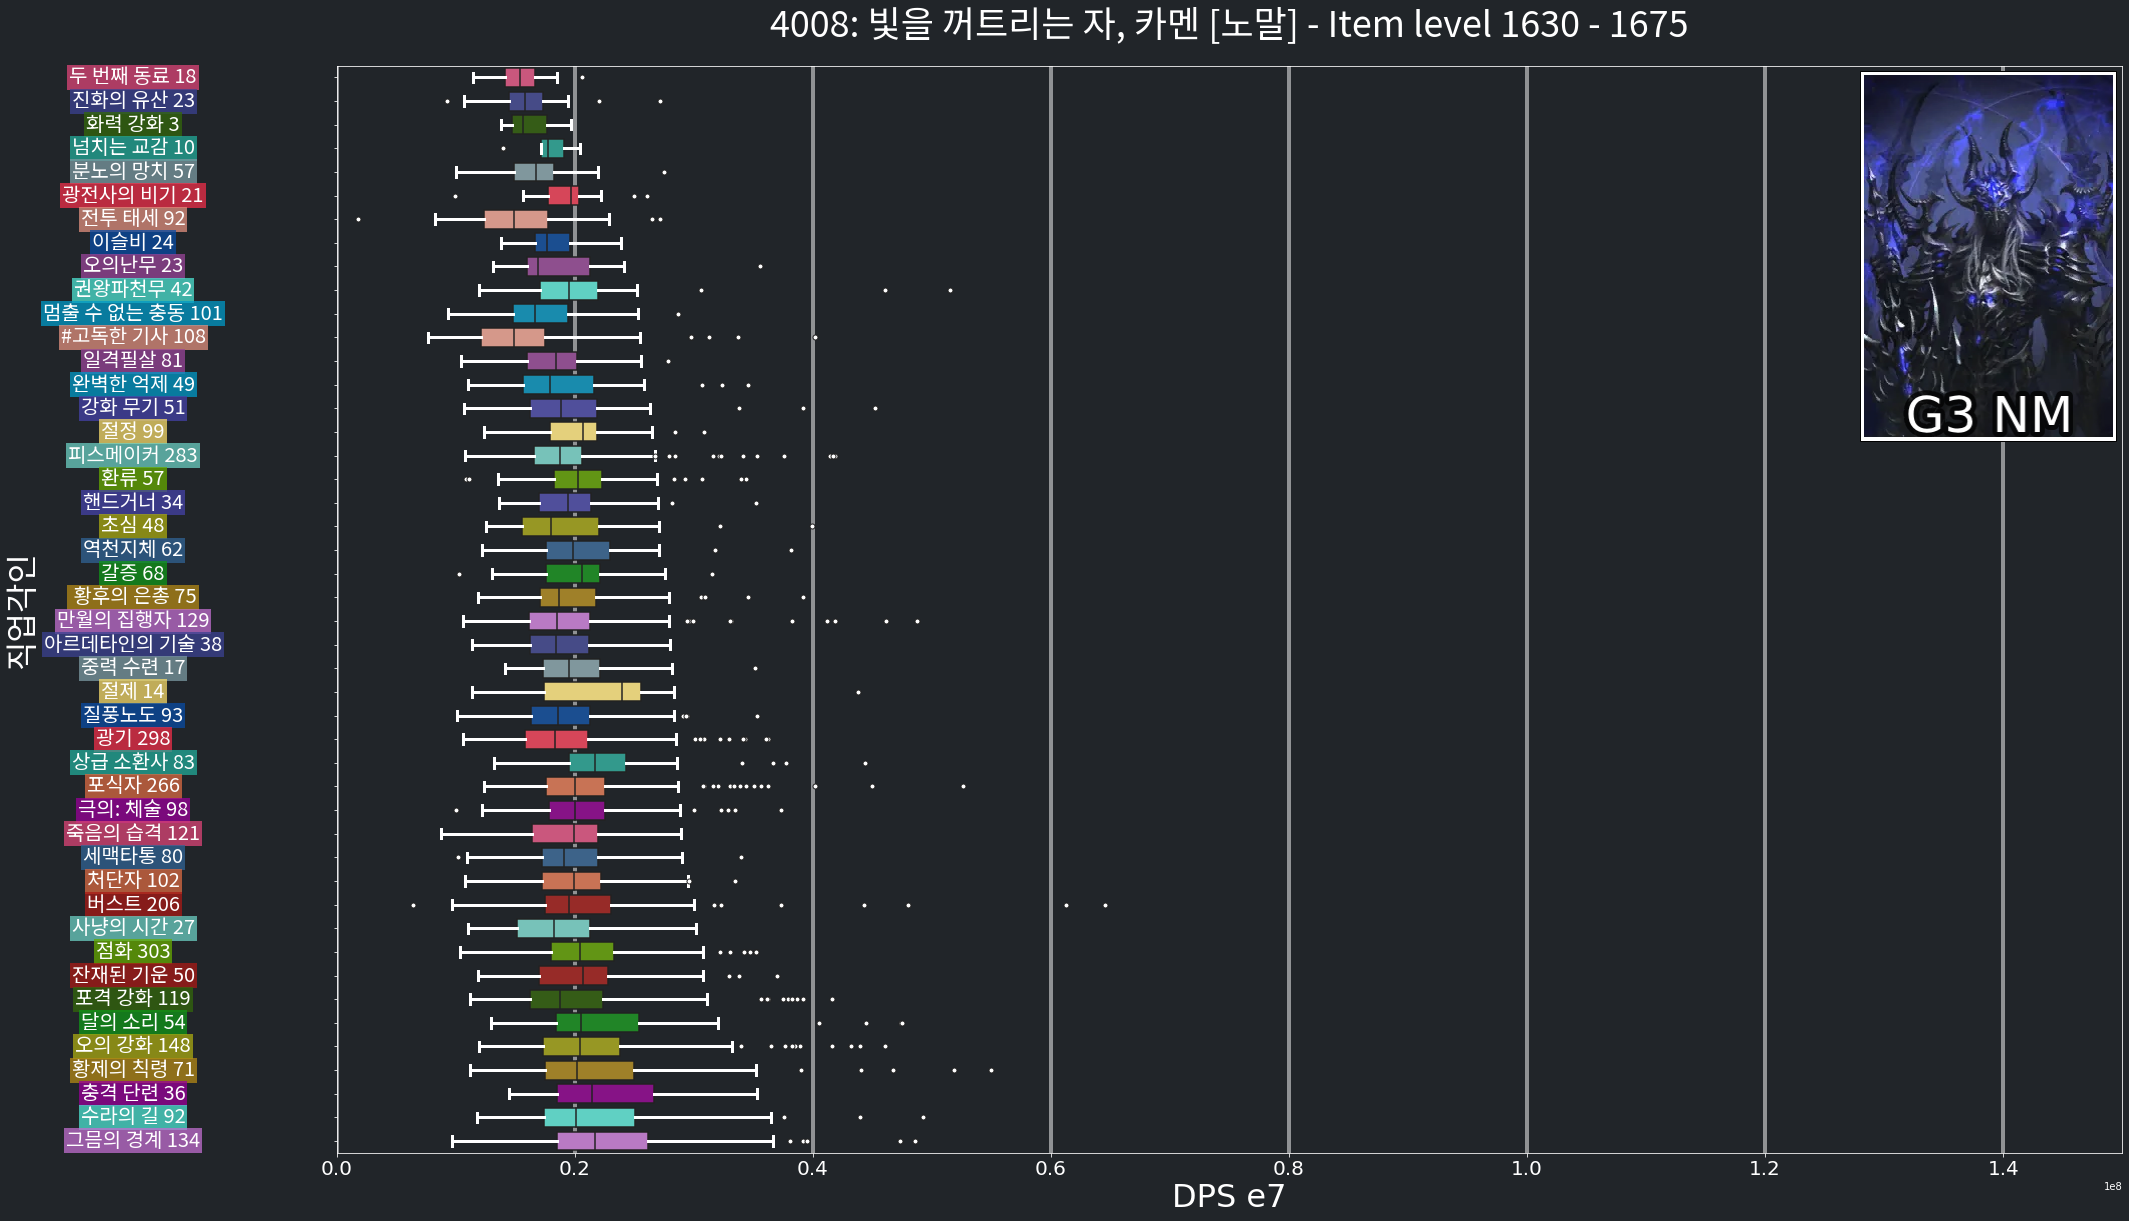 4008: 빛을 꺼트리는 자, 카멘 [노말] - Item level 1630 - 1675
두 번째 동료 18
진화의 유산 23
화력 강화 3
넘치는 교감 10
분노의 망치 57
광전사의 비기 21
전투 태세 92
이슬비 24
오의난무 23
권왕파천무 42
멈출 수 없는 충동 101
#고독한 기사 108
일격필살 81
완벽한 억제 49
강화 무기 51
절정 99
피스메이커 283
환류 57
핸드거너 34
초심 48
역천지체 62
갈증 68
황후의 은총 75
만월의 집행자 129
아르데타인의 기술 38
중력 수련 17
절제 14
질풍노도 93
광기 298
상급 소환사 83
포식자 266
극의: 체술 98
죽음의 습격 121
세맥타통 80
처단자 102
버스트 206
사냥의 시간 27
점화 303
잔재된 기운 50
포격 강화 119
달의 소리 54
오의 강화 148
황제의 칙령 71
충격 단련 36
수라의 길 92
그믐의 경계 134
직업각인
G3 NM
0.0 0.2 0.4 0.6 0.8 1.0 1.2 1.4
1e8
DPS e7